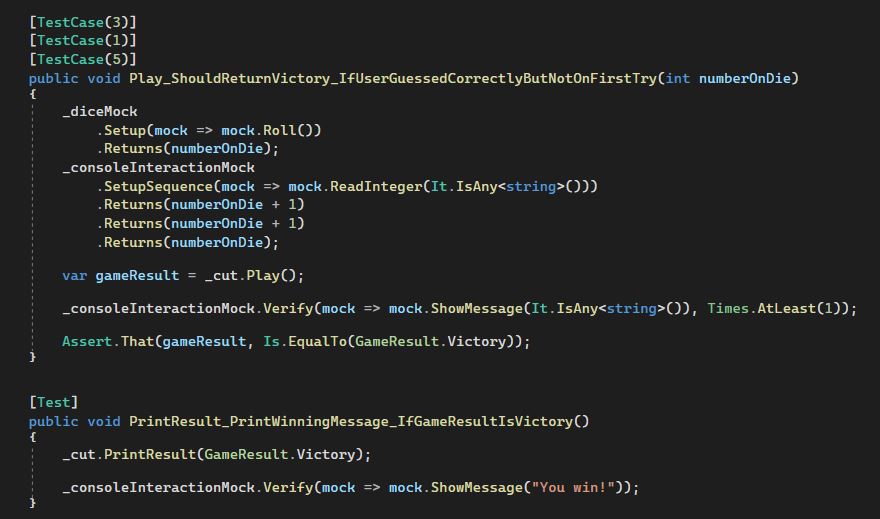 [TestCase(3)]
[TestCase(1)]
[TestCase(5)]
public void Play_ShouldReturnVictory_IfUserGuessedCorrectlyButNotOnFirstTry(int numberOnDie)
{
    _diceMock
        .Setup(mock => mock.Roll())
        .Returns(numberOnDie);
    _consoleInteractionMock
        .SetupSequence(mock => mock.ReadInteger(It.IsAny<string>()))
        .Returns(numberOnDie + 1)
        .Returns(numberOnDie + 1)
        .Returns(numberOnDie);

    var gameResult = _cut.Play();

    _consoleInteractionMock.Verify(mock => mock.ShowMessage(It.IsAny<string>()), Times.AtLeast(1));

    Assert.That(gameResult, Is.EqualTo(GameResult.Victory));
}

[Test]
public void PrintResult_PrintWinningMessage_IfGameResultIsVictory()
{
    _cut.PrintResult(GameResult.Victory);

    _consoleInteractionMock.Verify(mock => mock.ShowMessage("You win!"));
}